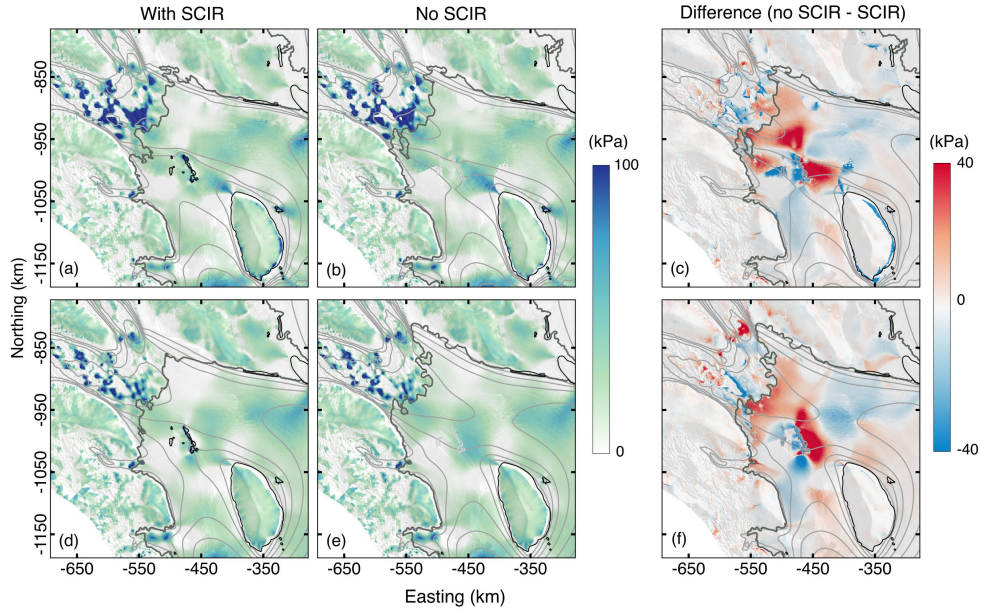 With SCIR
No SCIR
Difference (no SCIR - SCIR)
-850
-950
-1050
-1150
(a)
(b)
(c)
(kPa)
100
0
(kPa)
40
0
-40
Northing (km)
-850
-950
-1050
-1150
(d)
(e)
(f)
-650 -550 -450 -350
-650 -550 -450 -350
-650 -550 -450 -350
Easting (km)